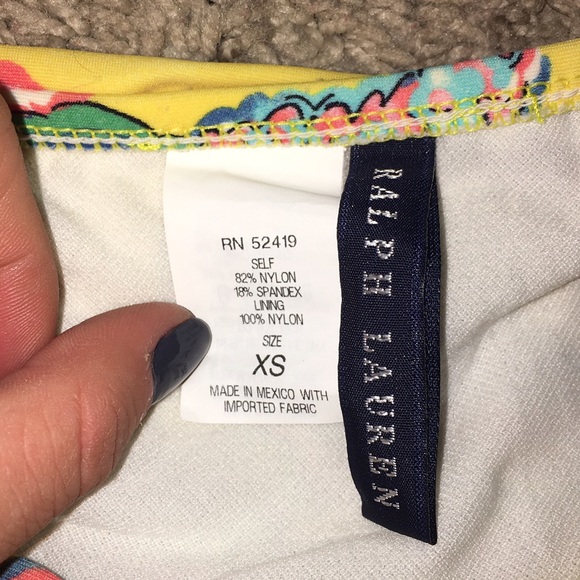 RN 52419
SELF
82% NYLON
18% SPANDEX
LINING
100% NYLON
SIZE
XS
MADE IN MEXICO WITH
IMPORTED FABRIC
RALPH LAUREN